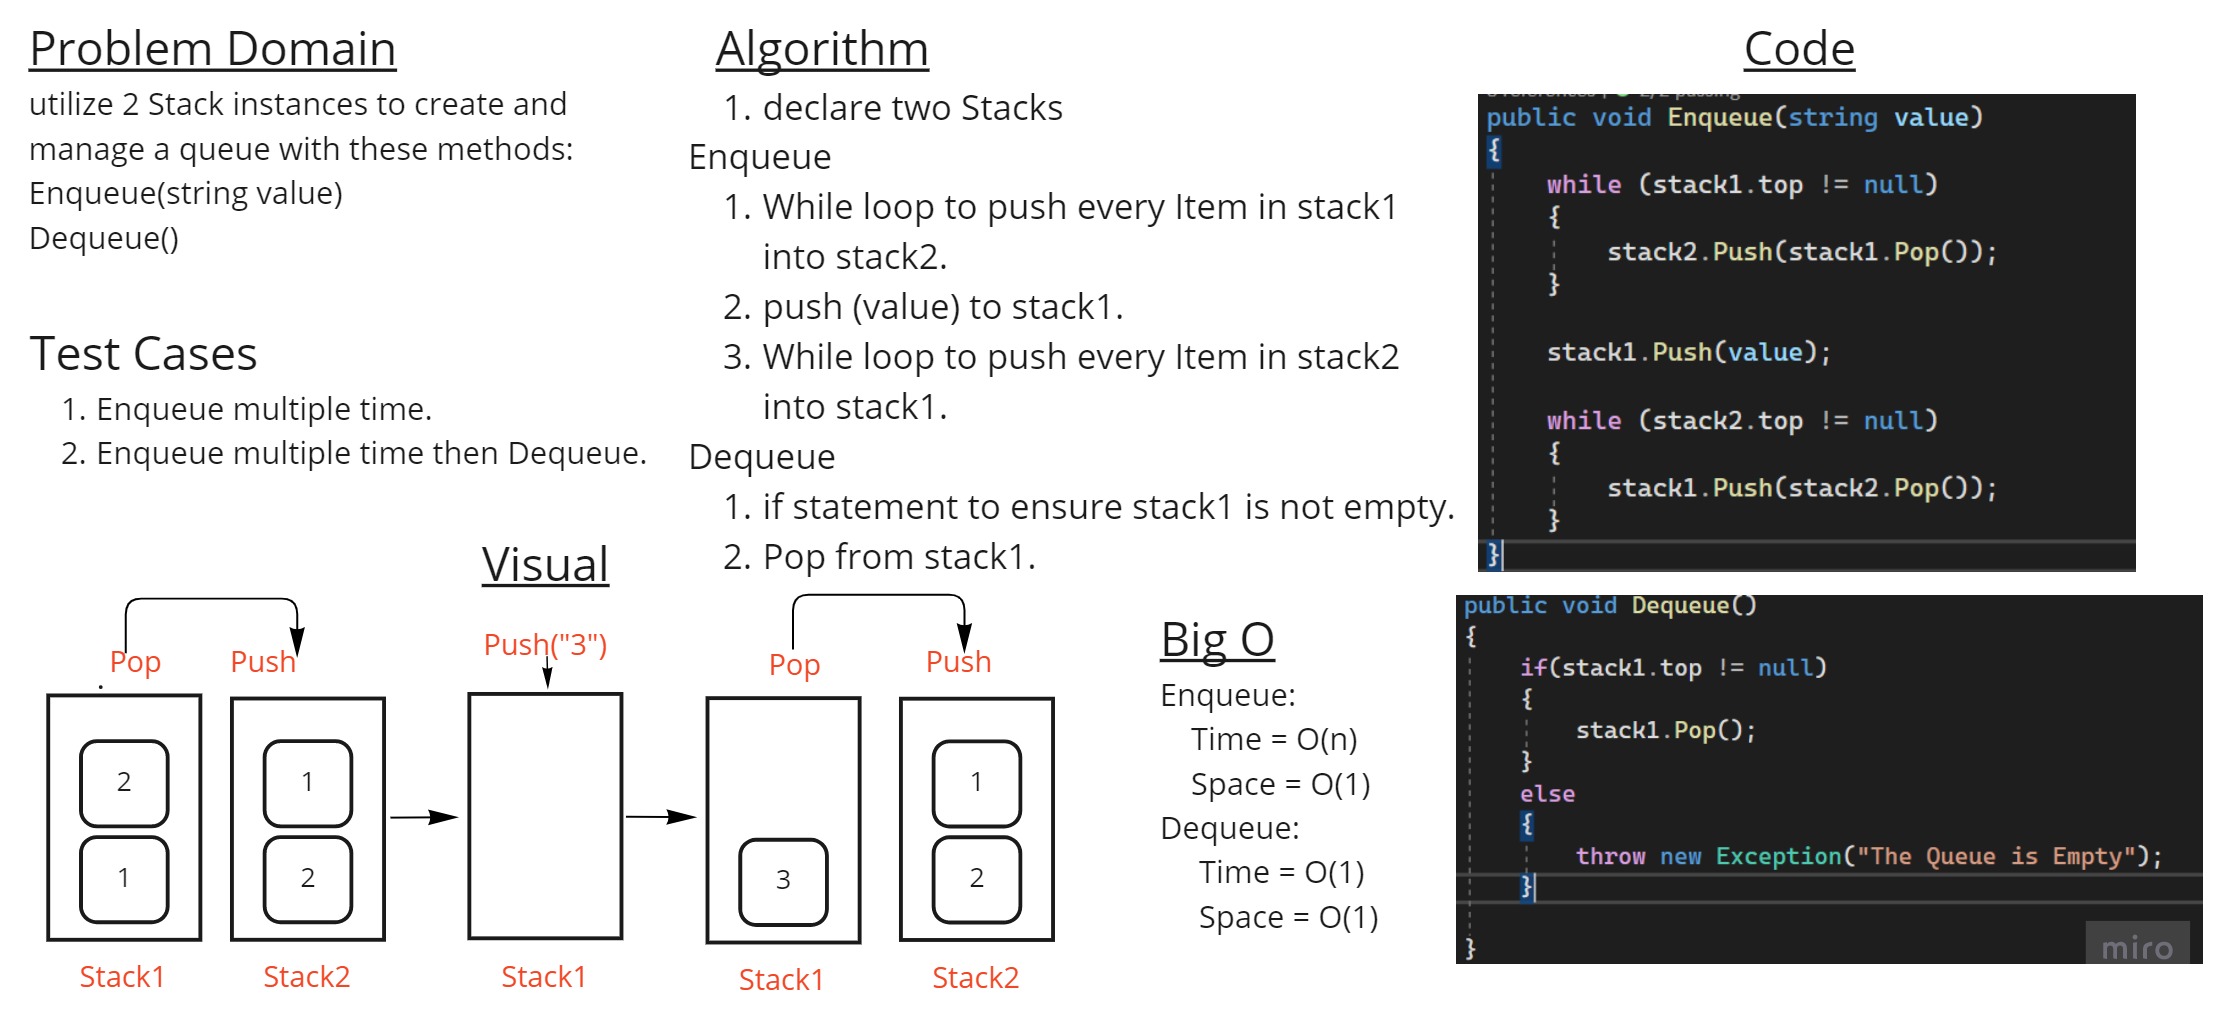 Problem Domain
utilize 2 Stack instances to create and
manage a queue with these methods:
Enqueue(string value)
Dequeue()
Test Cases
1. Enqueue multiple time.
2. Enqueue multiple time then Dequeue.
Algorithm
1. declare two Stacks
Enqueue
1. While loop to push every Item in stack1
into stack2.
2. push (value) to stack1.
3. While loop to push every Item in stack2
into stack1.
Dequeue
1. if statement to ensure stack1 is not empty.
2. Pop from stack1.
Visual
Pop
Push
Push("3")
Pop
Push
2
1
1
2
3
1
2
Stack1
Stack2
Stack1
Stack1
Stack2
Big O
Enqueue:
Time = O(n)
Space = O(1)
Dequeue:
Time = O(1)
Space = O(1)
Code
public void Enqueue(string value)
{
while (stack1.top != null)
{
stack2.Push(stack1.Pop());
}
stack1.Push(value);
while (stack2.top != null)
{
stack1.Push(stack2.Pop());
}
}
public void Dequeue()
{
if(stack1.top != null)
{
stack1.Pop();
}
else
{
throw new Exception("The Queue is Empty");
}
}
miro